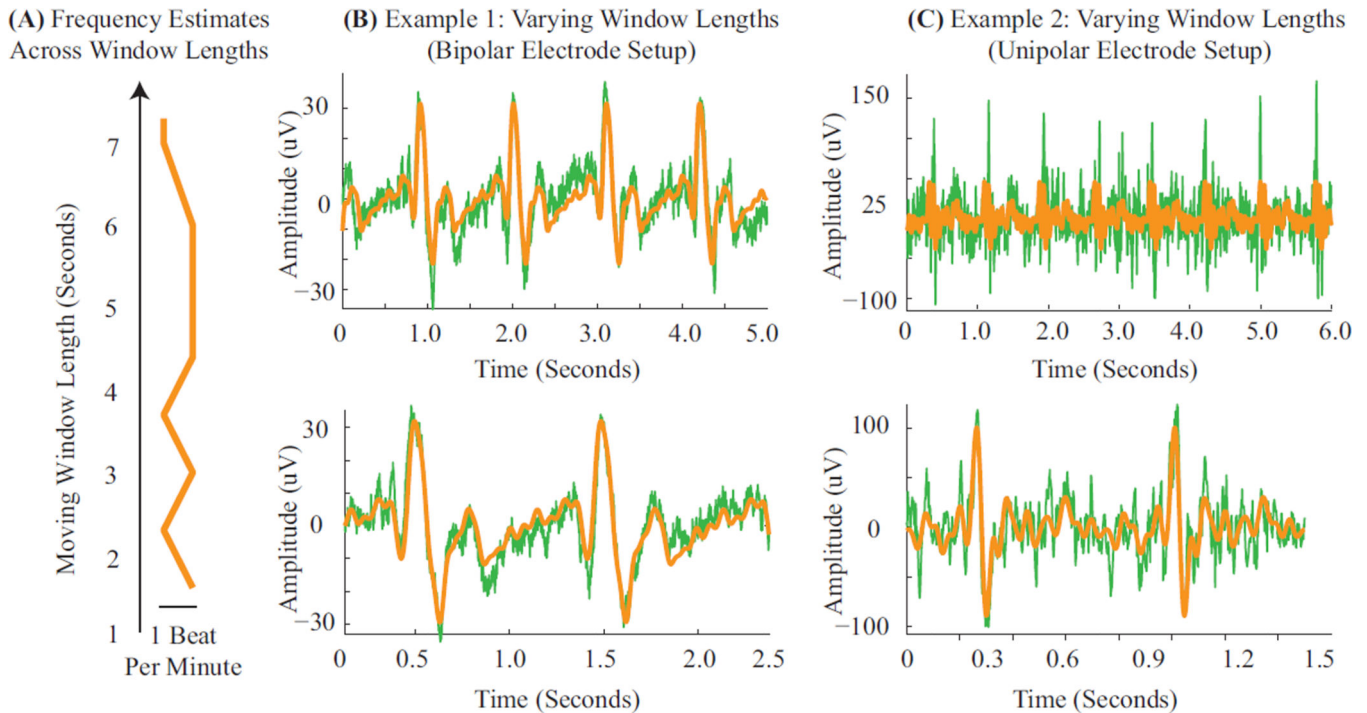 (A) Frequency Estimates
Across Window Lengths
Moving Window Length (Seconds)
7
6
5
4
3
2
1
1 Beat
Per Minute
(B) Example 1: Varying Window Lengths
(Bipolar Electrode Setup)
Amplitude (uV)
30
0
−30
0 1.0 2.0 3.0 4.0 5.0
Time (Seconds)
Amplitude (uV)
30
0
−30
0 0.5 1.0 1.5 2.0 2.5
Time (Seconds)
(C) Example 2: Varying Window Lengths
(Unipolar Electrode Setup)
Amplitude (uV)
150
25
−100
0 1.0 2.0 3.0 4.0 5.0 6.0
Time (Seconds)
Amplitude (uV)
100
0
−100
0 0.3 0.6 0.9 1.2 1.5
Time (Seconds)